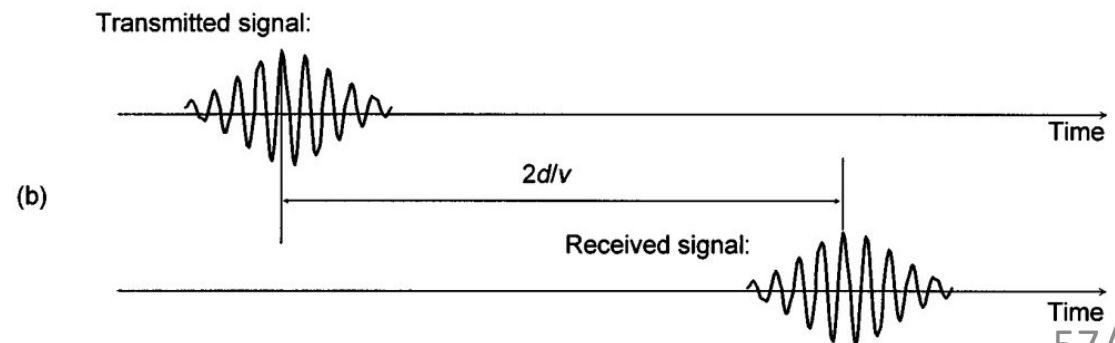 Transmitted signal:
Time
2d/v
(b)
Received signal:
Time